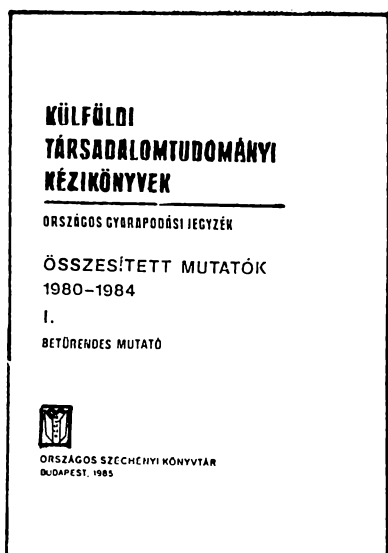 KÜLFÖLDI
TÁRSADALOMTUDOMÁNYI
KÉZIKÖNYVEK
ORSZÁGOS GYARAPODÁSI JEGYZÉK
ÖSSZESÍTETT MUTATÓK
1980-1984
I.
BETŰRENDES MUTATÓ
ORSZÁGOS SZÉCHÉNYI KÖNYVTÁR
BUDAPEST, 1985